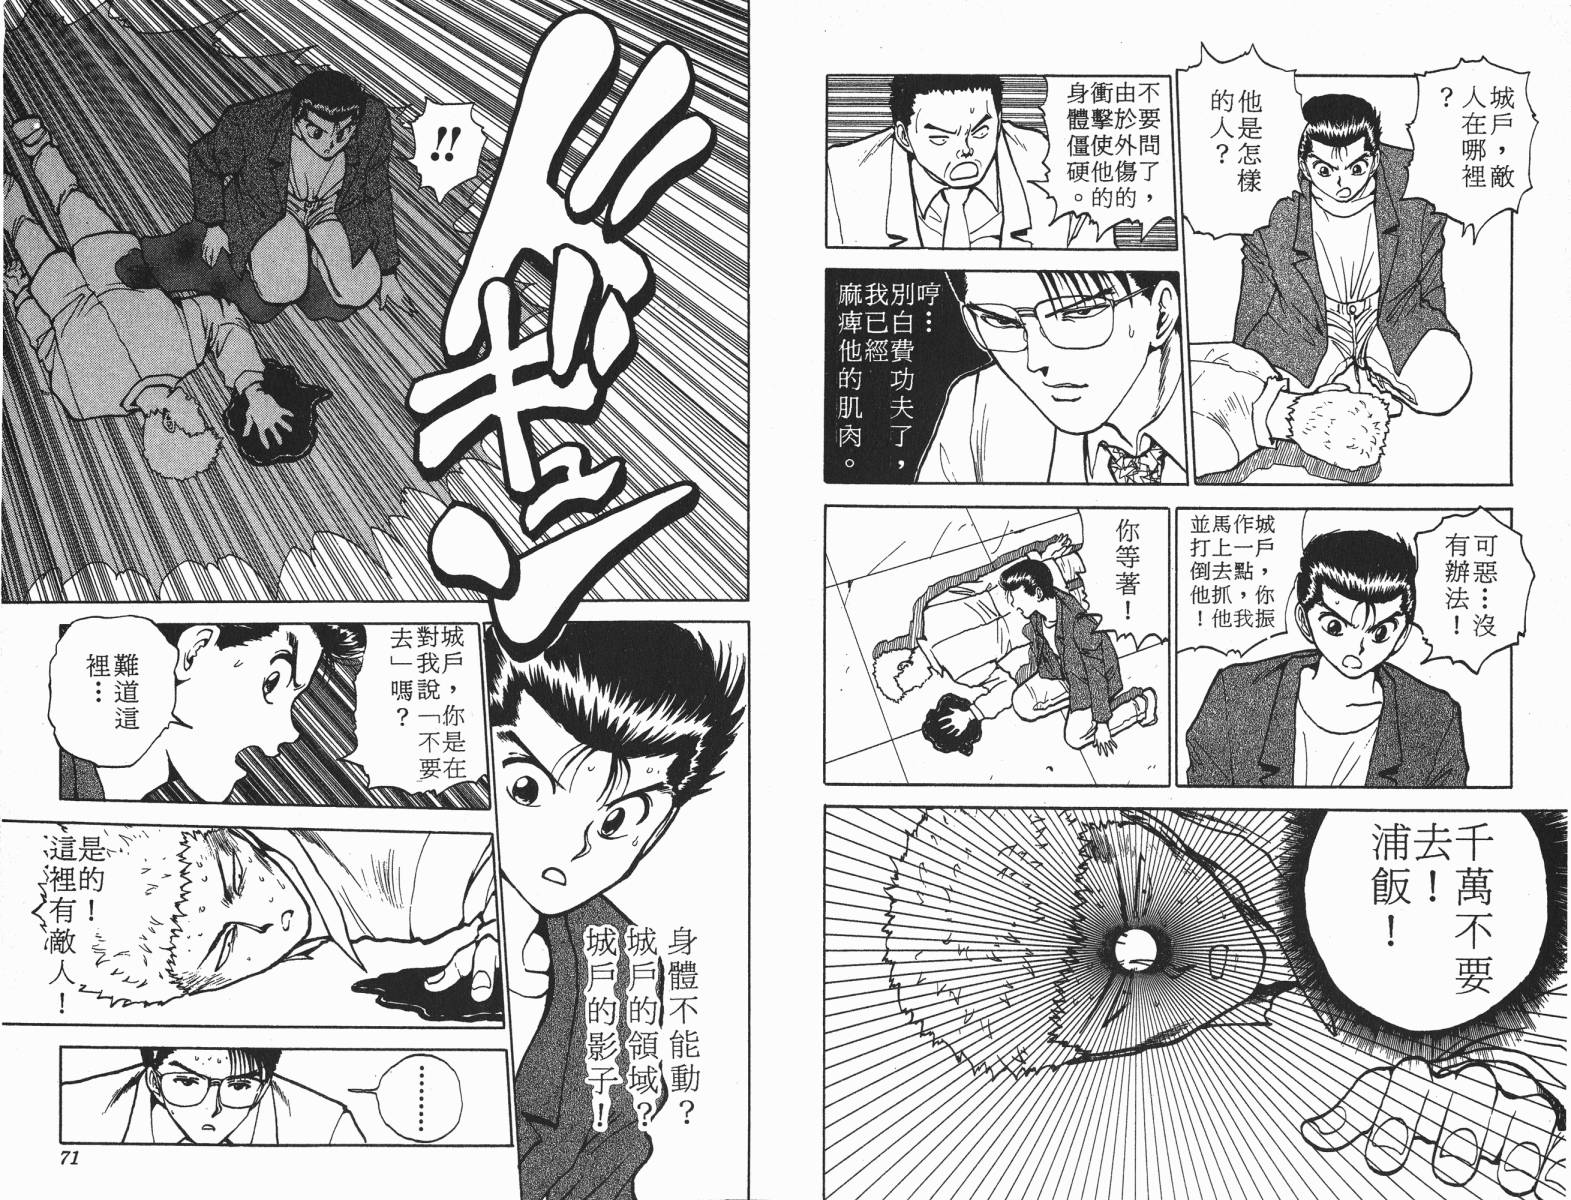 城戶，敵
人在哪裡
？
他是怎樣
的人？
不要問了，
由於外傷的
衝擊使他的
身體僵硬。
哼…
別白費功夫了，
我已經
麻痺他的肌肉。
可惡…沒
有辦法！
城戶，你振
作一點，我
馬上去抓他
並打倒他！
你等著！
千萬不要
去！
浦飯！
!!
ドギュン
身體不能動？
城戶的領域？
城戶的影子！
城戶，你是在
對我說「不要
去」嗎？
難道這
裡…
是的！
這裡有敵人！
………
71